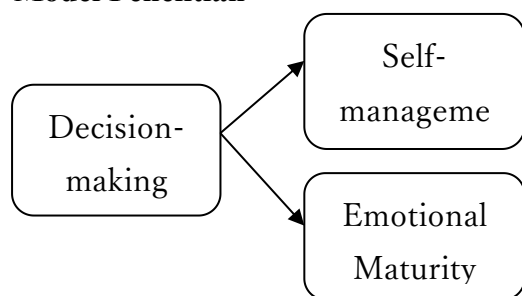 Model Penelitian
Self-
manageme
Decision-
making
Emotional
Maturity